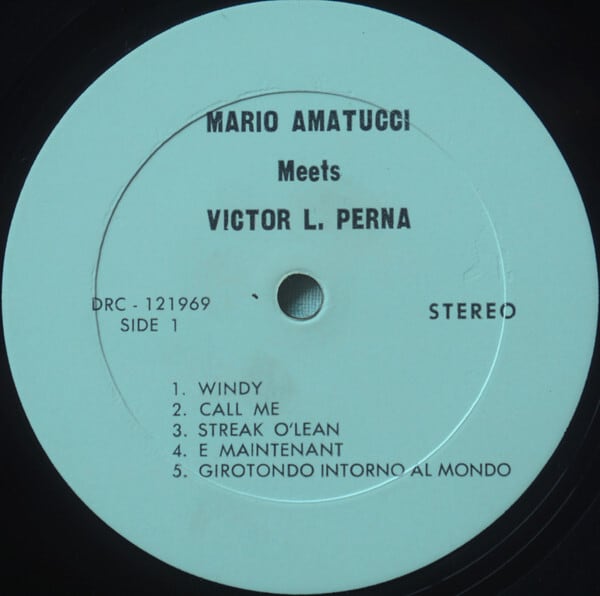 MARIO AMATUCCI
Meets
VICTOR L. PERNA
DRC - 121969
SIDE 1
STEREO
1. WINDY
2. CALL ME
3. STREAK O'LEAN
4. E MAINTENANT
5. GIROTONDO INTORNO AL MONDO